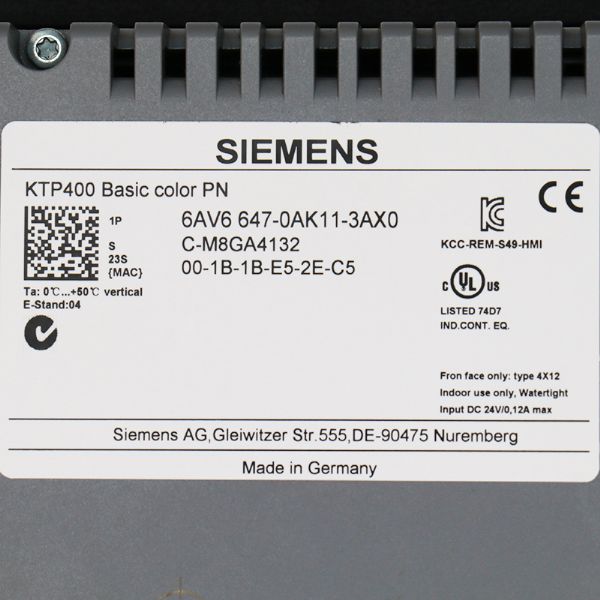 SIEMENS
KTP400 Basic color PN
1P 6AV6 647-0AK11-3AX0
S C-M8GA4132
23S 00-1B-1B-E5-2E-C5
{MAC}
Ta: 0℃...+50℃ vertical
E-Stand:04
CE
KCC-REM-S49-HMI
C UL US
LISTED 74D7
IND.CONT. EQ.
Fron face only: type 4X12
Indoor use only, Watertight
Input DC 24V/0,12A max
Siemens AG,Gleiwitzer Str.555,DE-90475 Nuremberg
Made in Germany